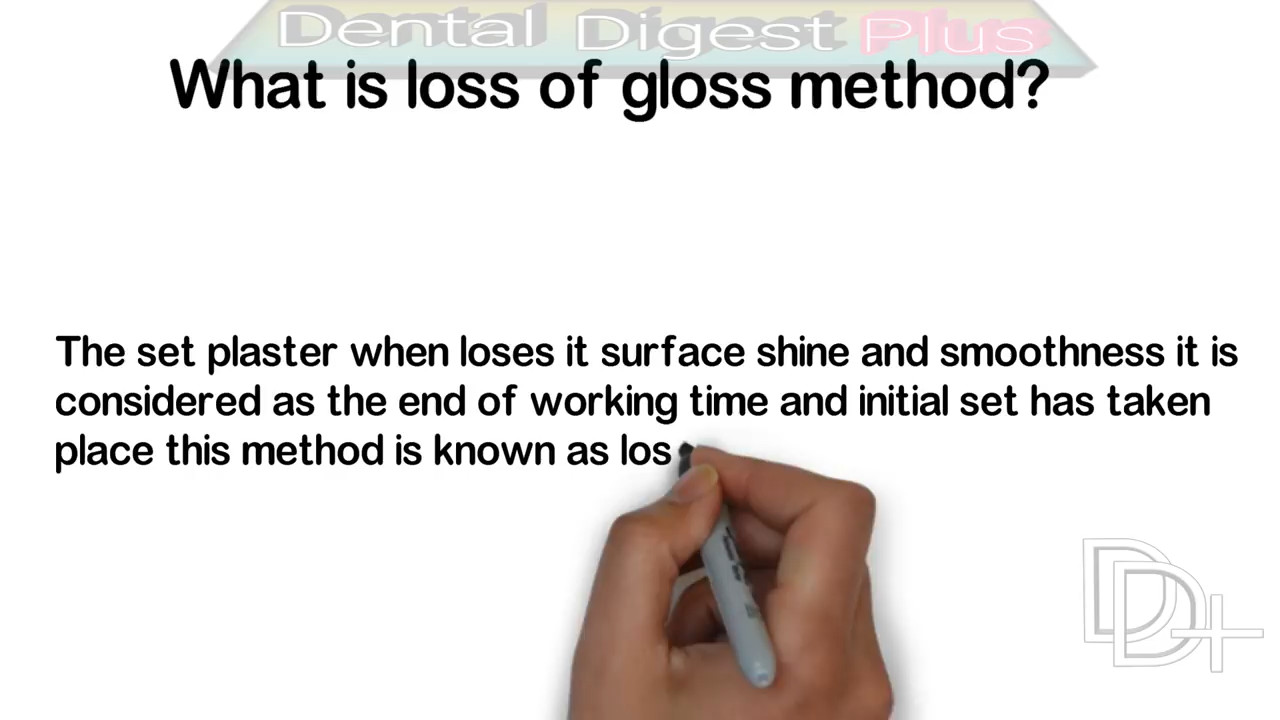 Dental Digest Plus
What is loss of gloss method?
The set plaster when loses it surface shine and smoothness it is
considered as the end of working time and initial set has taken
place this method is known as los
DD+